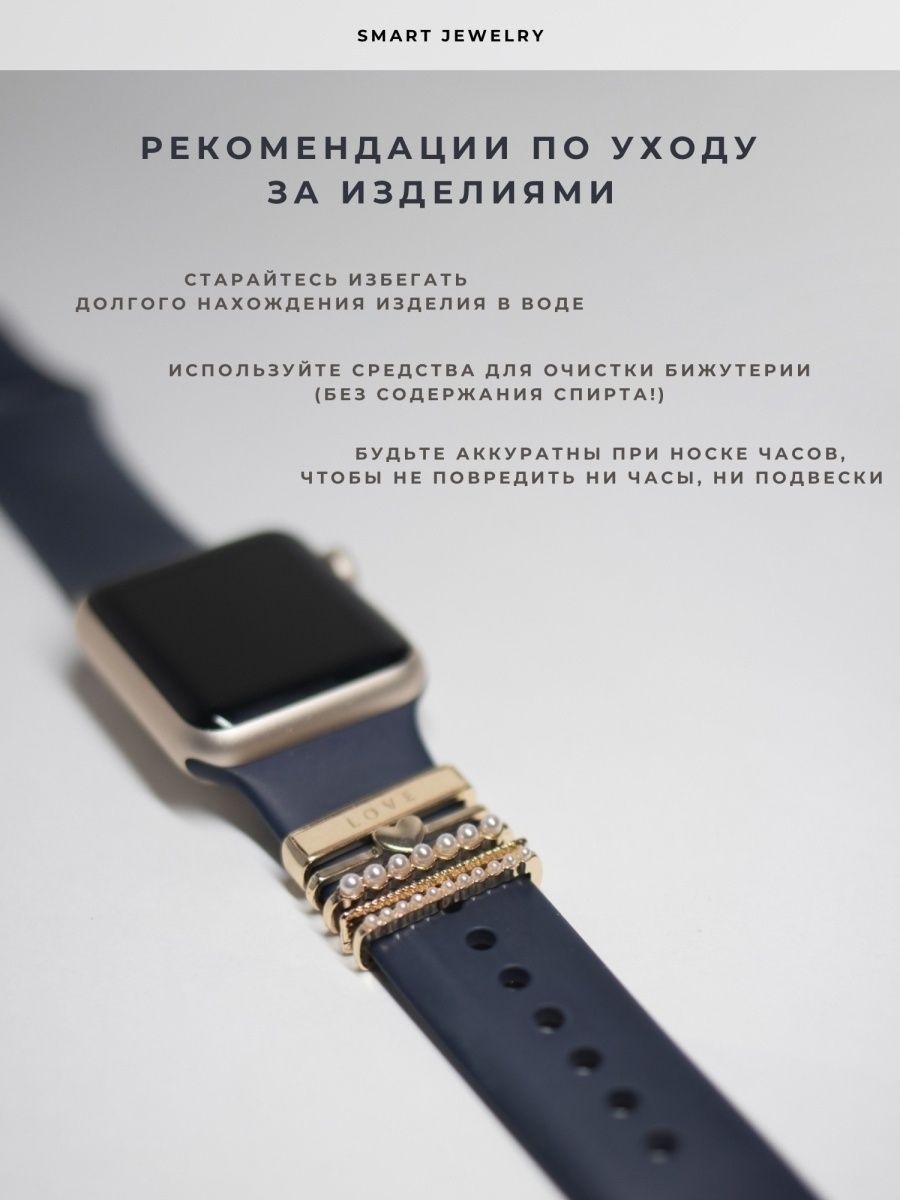 SMART JEWELRY
РЕКОМЕНДАЦИИ ПО УХОДУ
ЗА ИЗДЕЛИЯМИ
СТАРАЙТЕСЬ ИЗБЕГАТЬ
ДОЛГОГО НАХОЖДЕНИЯ ИЗДЕЛИЯ В ВОДЕ
ИСПОЛЬЗУЙТЕ СРЕДСТВА ДЛЯ ОЧИСТКИ БИЖУТЕРИИ
(БЕЗ СОДЕРЖАНИЯ СПИРТА!)
БУДЬТЕ АККУРАТНЫ ПРИ НОСКЕ ЧАСОВ,
ЧТОБЫ НЕ ПОВРЕДИТЬ НИ ЧАСЫ, НИ ПОДВЕСКИ
LOVE